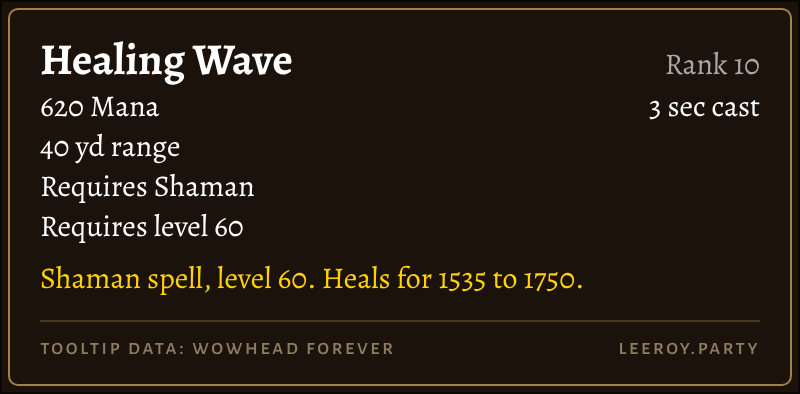 Healing Wave Rank 10
620 Mana 3 sec cast
40 yd range
Requires Shaman
Requires level 60
Shaman spell, level 60. Heals for 1535 to 1750.
TOOLTIP DATA: WOWHEAD FOREVER LEEROY.PARTY